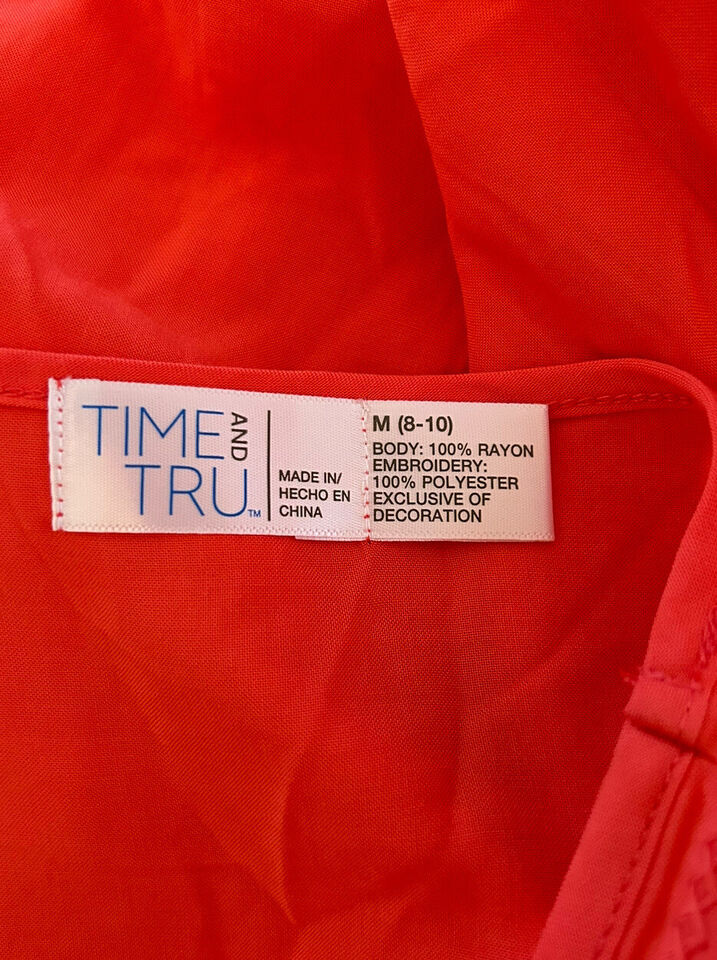 TIME AND
TRU™
MADE IN/
HECHO EN
CHINA
M (8-10)
BODY: 100% RAYON
EMBROIDERY:
100% POLYESTER
EXCLUSIVE OF
DECORATION